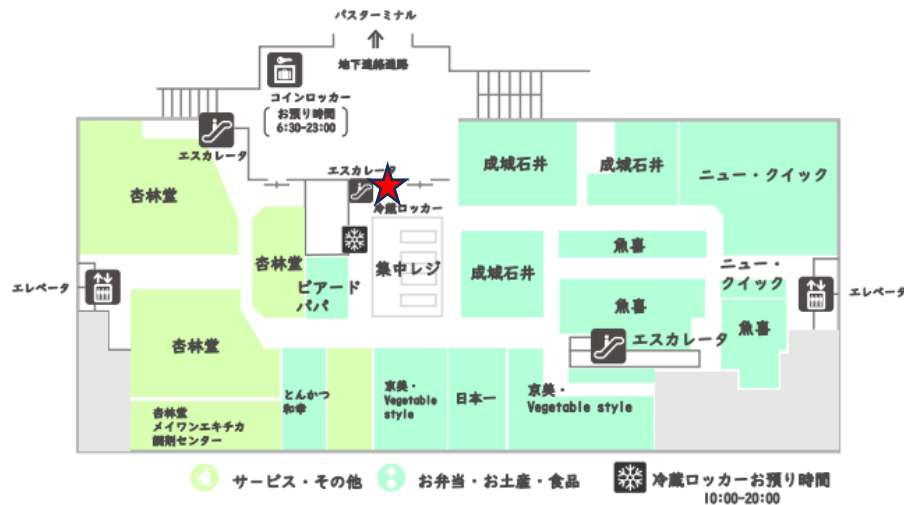 バスターミナル
地下連絡通路
コインロッカー
お預り時間
6:30-23:00
エスカレータ
エスカレータ
冷蔵ロッカー
杏林堂
成城石井
成城石井
ニュー・クイック
杏林堂
ビアード
パパ
集中レジ
成城石井
魚喜
ニュー・
クイック
エレベータ
エレベータ
魚喜
魚喜
エスカレータ
杏林堂
とんかつ
和幸
京美・
Vegetable
style
日本一
京美・
Vegetable style
杏林堂
メイワンエキチカ
調剤センター
サービス・その他
お弁当・お土産・食品
冷蔵ロッカーお預り時間
10:00-20:00